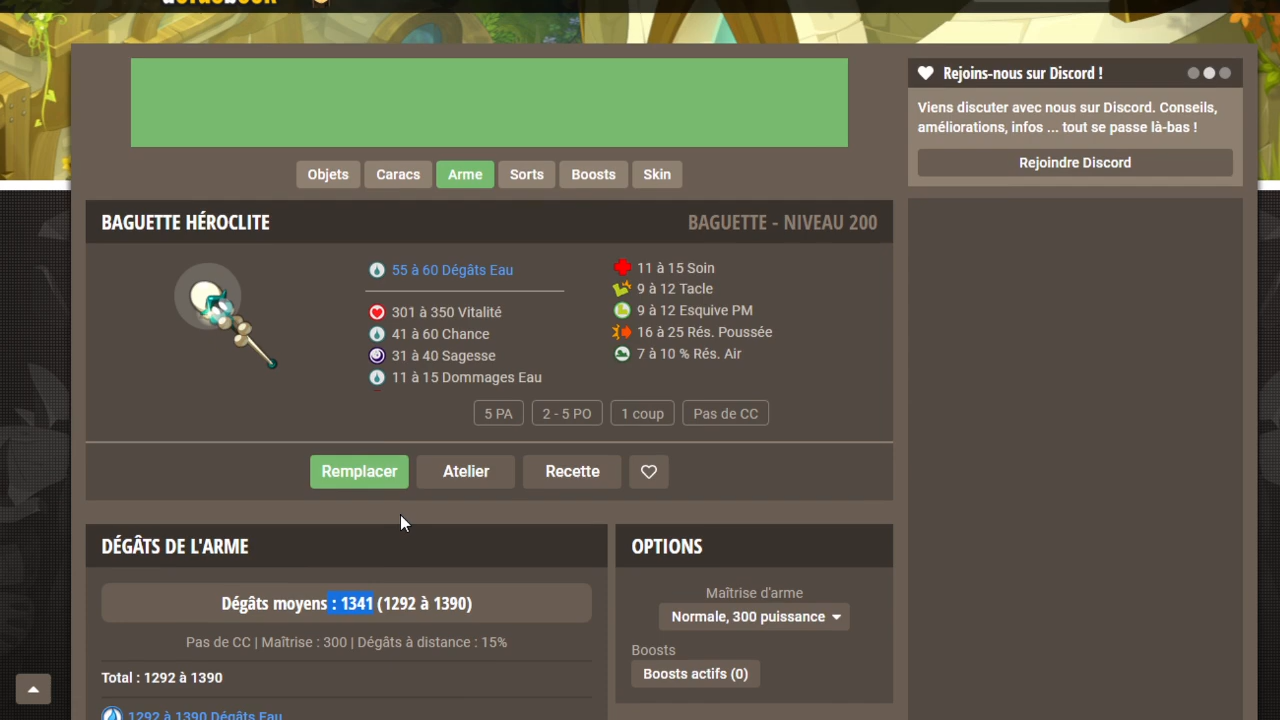 Rejoins-nous sur Discord !
Viens discuter avec nous sur Discord. Conseils,
améliorations, infos ... tout se passe là-bas !
Rejoindre Discord
Objets
Caracs
Arme
Sorts
Boosts
Skin
BAGUETTE HÉROCLITE
BAGUETTE - NIVEAU 200
55 à 60 Dégâts Eau
301 à 350 Vitalité
41 à 60 Chance
31 à 40 Sagesse
11 à 15 Dommages Eau
11 à 15 Soin
9 à 12 Tacle
9 à 12 Esquive PM
16 à 25 Rés. Poussée
7 à 10 % Rés. Air
5 PA
2 - 5 PO
1 coup
Pas de CC
Remplacer
Atelier
Recette
DÉGÂTS DE L'ARME
Dégâts moyens : 1341 (1292 à 1390)
Pas de CC | Maîtrise : 300 | Dégâts à distance : 15%
Total : 1292 à 1390
1292 à 1390 Dégâts Eau
OPTIONS
Maîtrise d'arme
Normale, 300 puissance
Boosts
Boosts actifs (0)